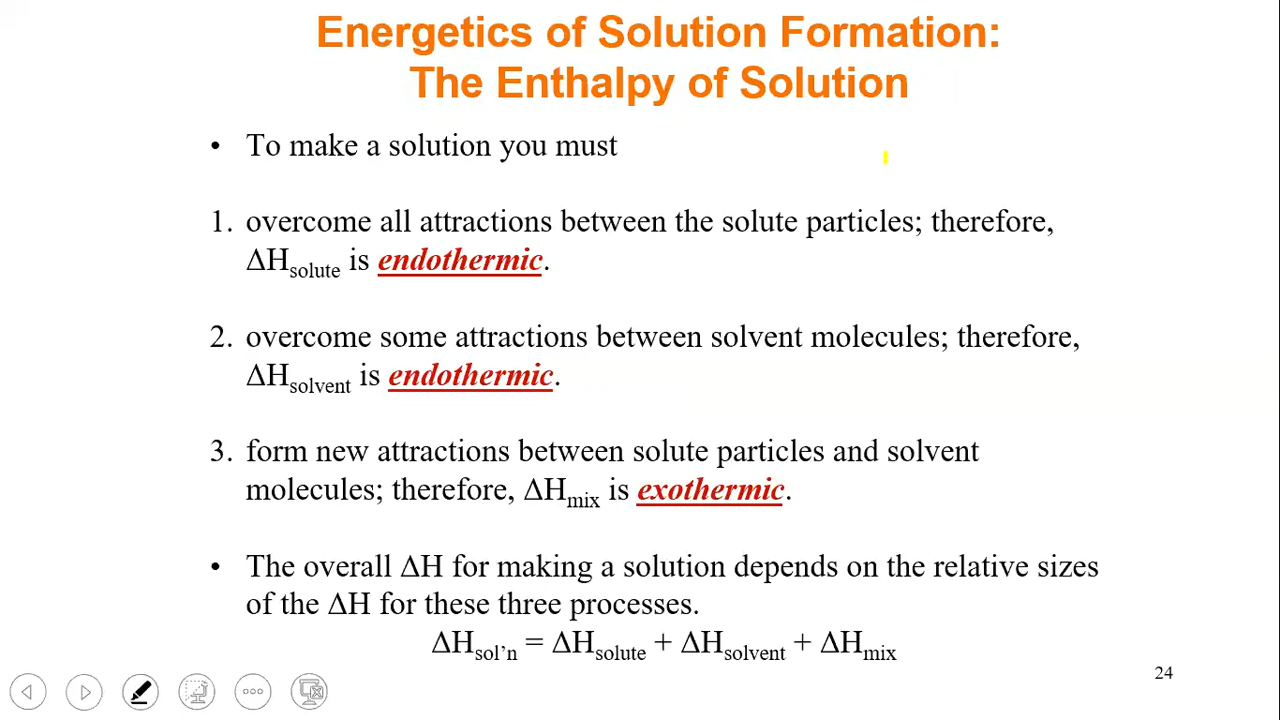 Energetics of Solution Formation:
The Enthalpy of Solution
• To make a solution you must
1. overcome all attractions between the solute particles; therefore,
ΔHsolute is endothermic.
2. overcome some attractions between solvent molecules; therefore,
ΔHsolvent is endothermic.
3. form new attractions between solute particles and solvent
molecules; therefore, ΔHmix is exothermic.
• The overall ΔH for making a solution depends on the relative sizes
of the ΔH for these three processes.
ΔHsol’n = ΔHsolute + ΔHsolvent + ΔHmix
24